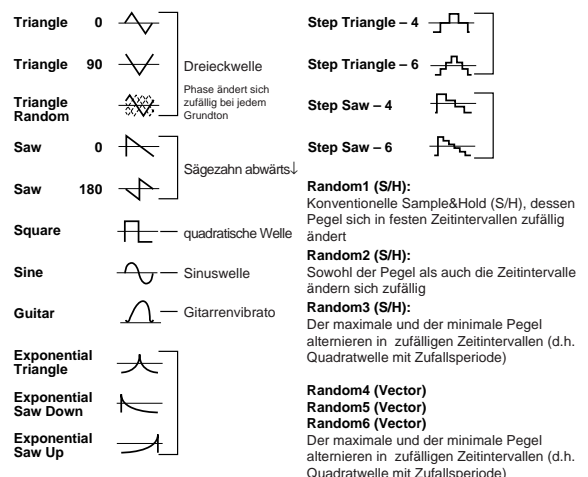 Triangle 0
Triangle 90
Dreieckwelle
Triangle
Random
Phase ändert sich
zufällig bei jedem
Grundton
Saw 0
Saw 180
Sägezahn abwärts↓
Square
quadratische Welle
Sine
Sinuswelle
Guitar
Gitarrenvibrato
Exponential
Triangle
Exponential
Saw Down
Exponential
Saw Up
Step Triangle – 4
Step Triangle – 6
Step Saw – 4
Step Saw – 6
Random1 (S/H):
Konventionelle Sample&Hold (S/H), dessen
Pegel sich in festen Zeitintervallen zufällig
ändert
Random2 (S/H):
Sowohl der Pegel als auch die Zeitintervalle
ändern sich zufällig
Random3 (S/H):
Der maximale und der minimale Pegel
alternieren in zufälligen Zeitintervallen (d.h.
Quadratwelle mit Zufallsperiode)
Random4 (Vector)
Random5 (Vector)
Random6 (Vector)
Der maximale und der minimale Pegel
alternieren in zufälligen Zeitintervallen (d.h.
Quadratwelle mit Zufallsperiode)